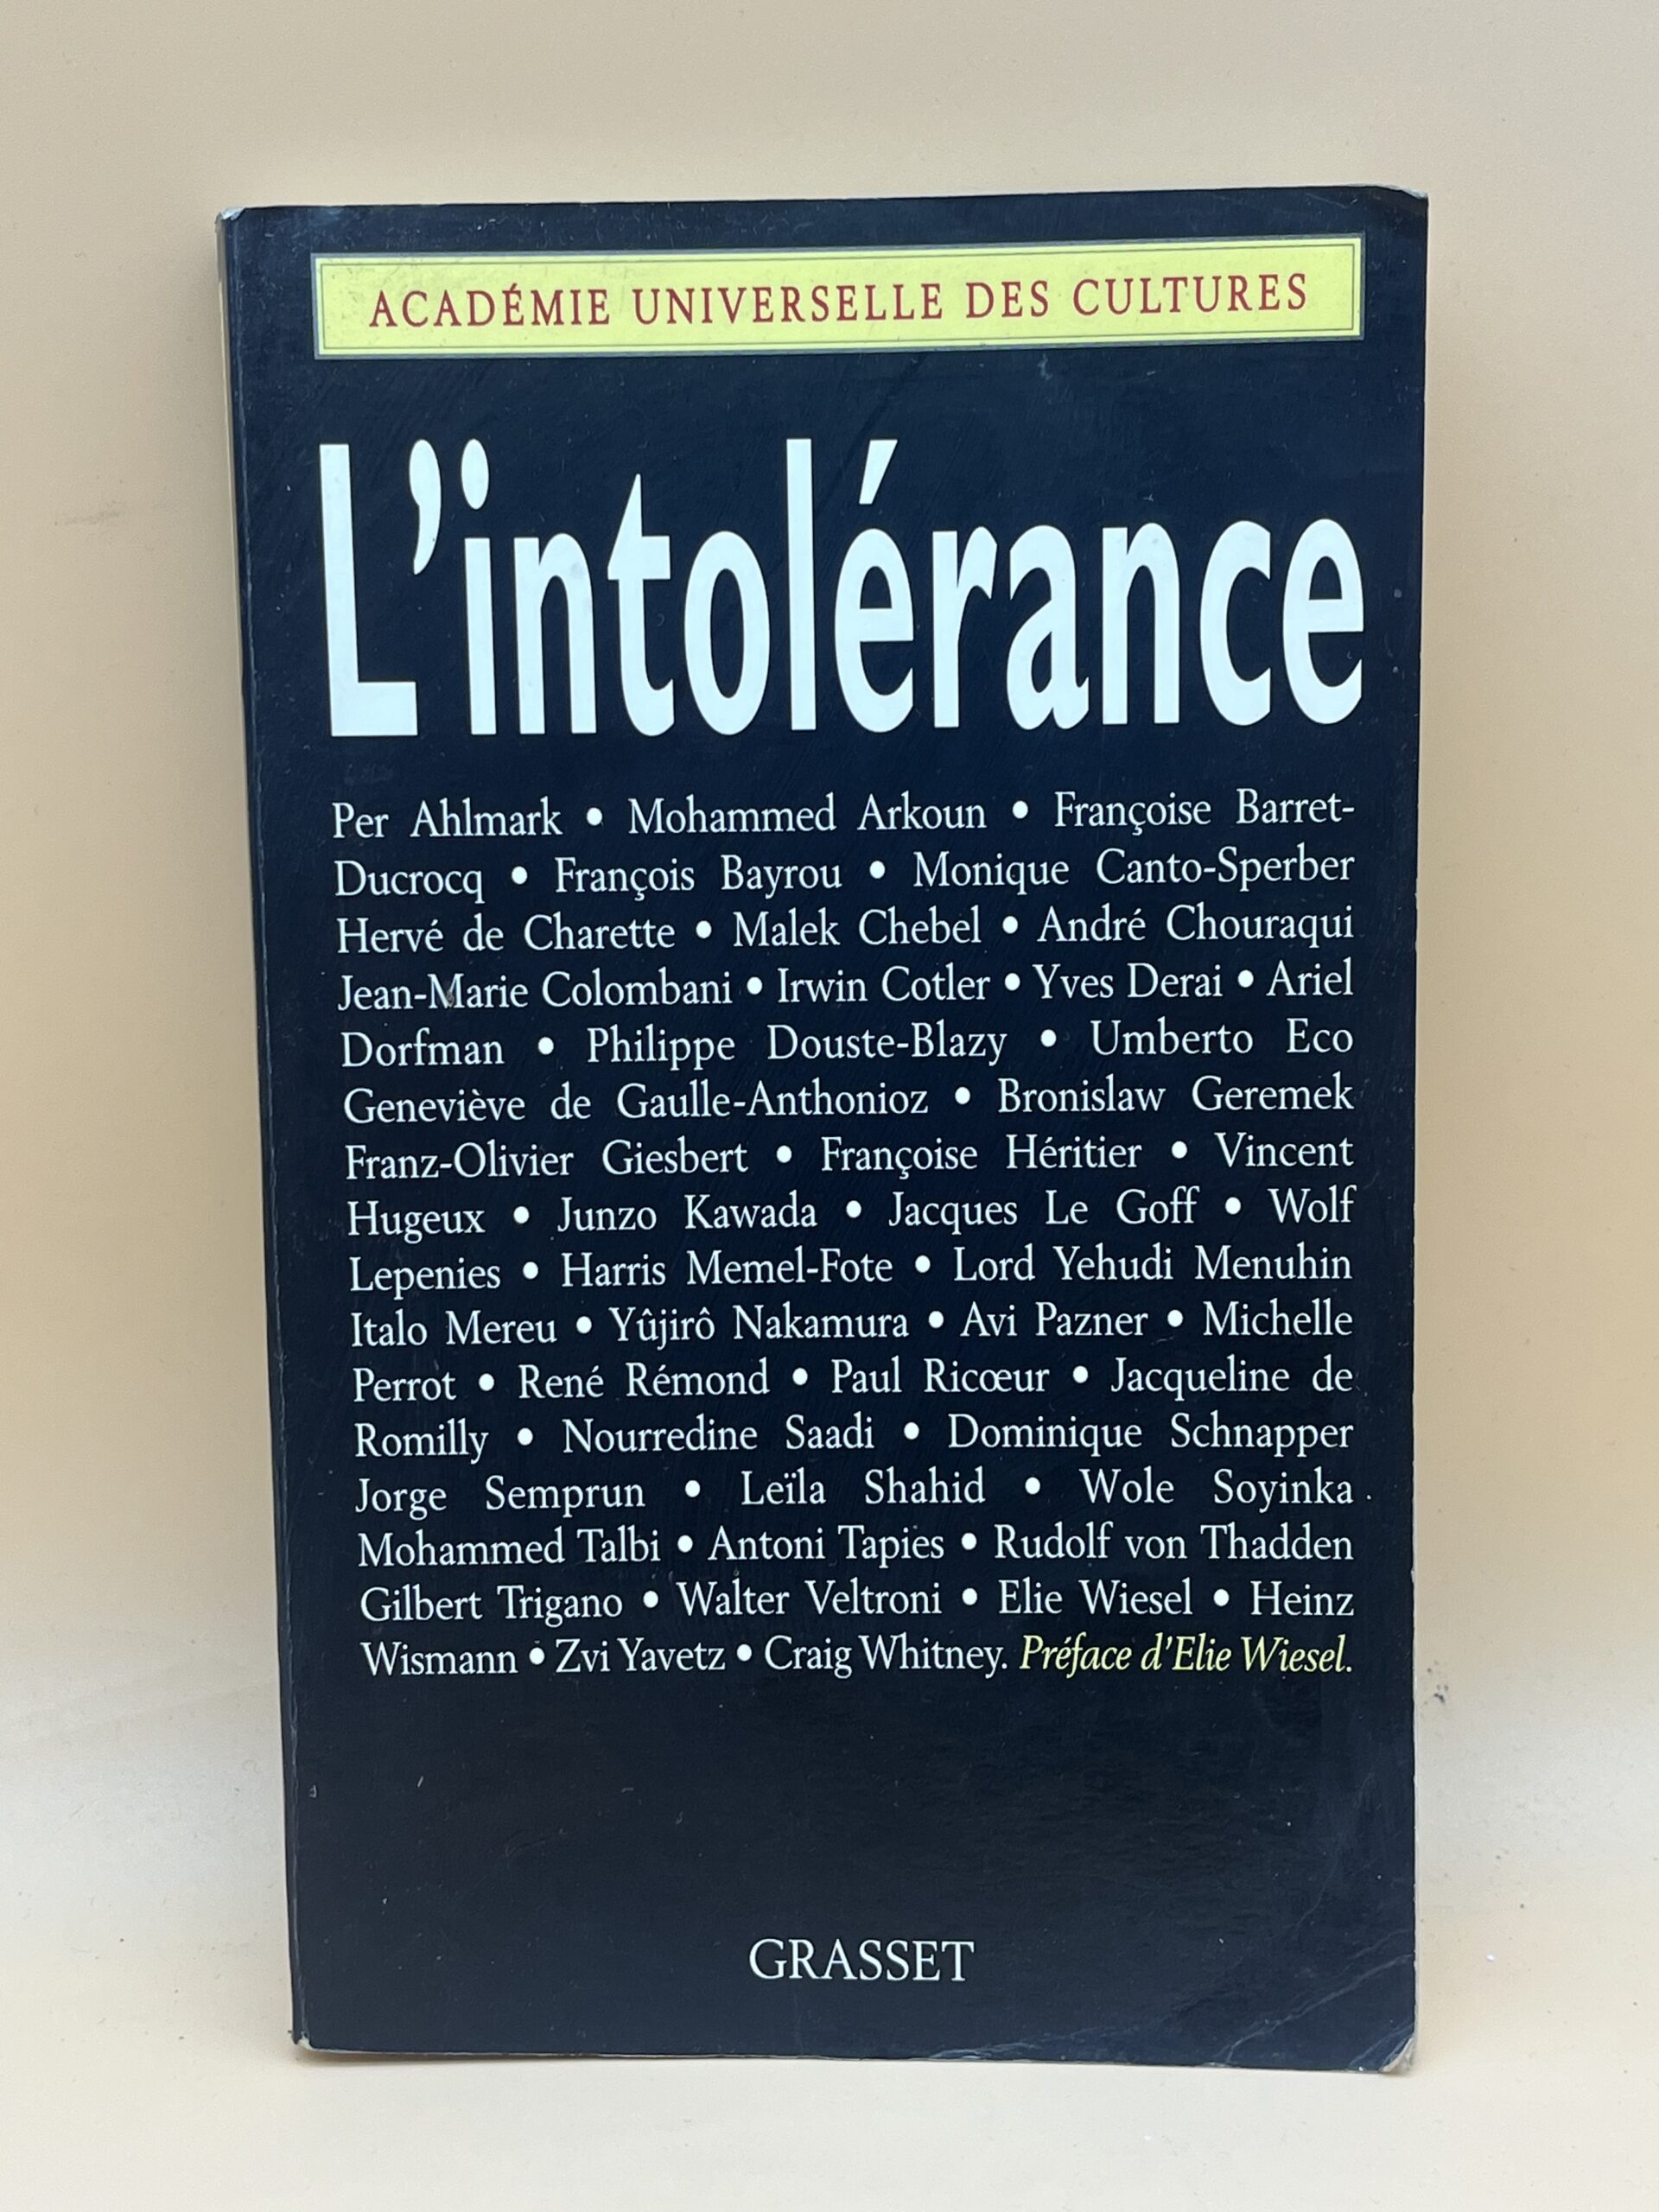 ACADÉMIE UNIVERSELLE DES CULTURES
L'intolérance
Per Ahlmark • Mohammed Arkoun • Françoise Barret-
Ducrocq • François Bayrou • Monique Canto-Sperber
Hervé de Charette • Malek Chebel • André Chouraqui
Jean-Marie Colombani • Irwin Cotler • Yves Derai • Ariel
Dorfman • Philippe Douste-Blazy • Umberto Eco
Geneviève de Gaulle-Anthonioz • Bronislaw Geremek
Franz-Olivier Giesbert • Françoise Héritier • Vincent
Hugeux • Junzo Kawada • Jacques Le Goff • Wolf
Lepenies • Harris Memel-Fote • Lord Yehudi Menuhin
Italo Mereu • Yûjirô Nakamura • Avi Pazner • Michelle
Perrot • René Rémond • Paul Ricœur • Jacqueline de
Romilly • Nourredine Saadi • Dominique Schnapper
Jorge Semprun • Leïla Shahid • Wole Soyinka
Mohammed Talbi • Antoni Tapies • Rudolf von Thadden
Gilbert Trigano • Walter Veltroni • Elie Wiesel • Heinz
Wismann • Zvi Yavetz • Craig Whitney. Préface d'Elie Wiesel.
GRASSET